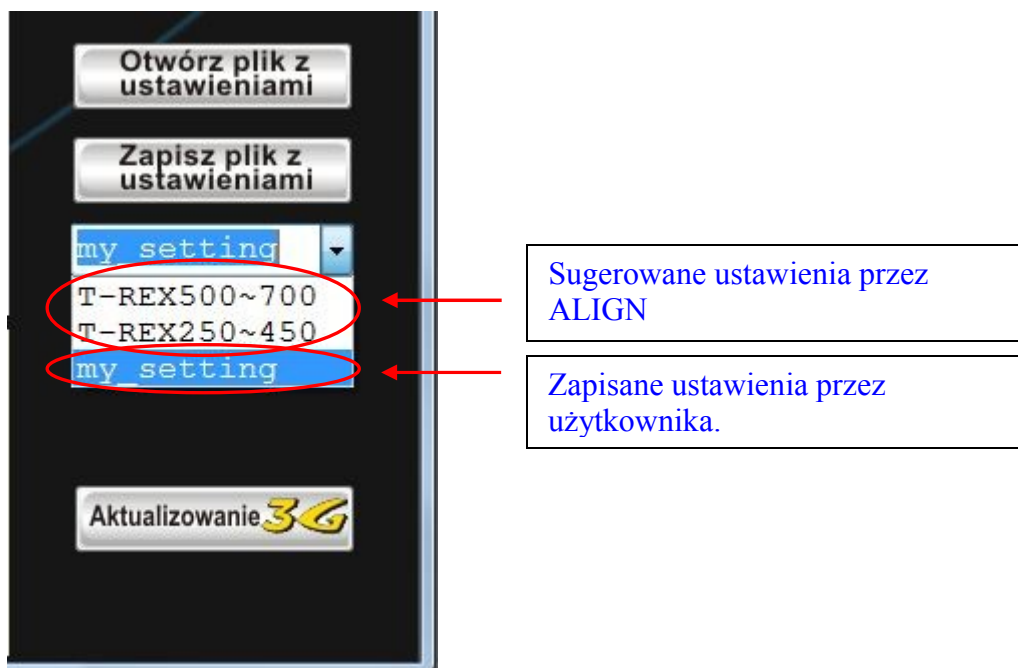 Otwórz plik z
ustawieniami
Zapisz plik z
ustawieniami
my_setting
T-REX500~700
T-REX250~450
my_setting
Aktualizowanie 3G
Sugerowane ustawienia przez
ALIGN
Zapisane ustawienia przez
użytkownika.